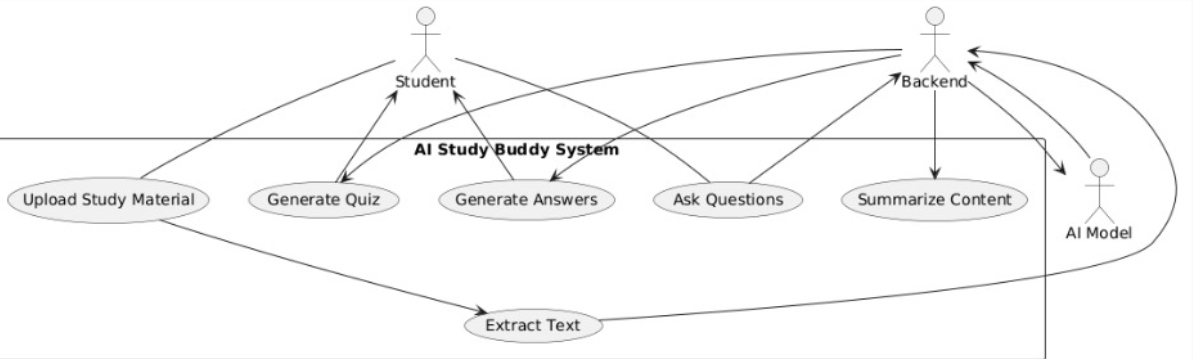 Student
Backend
AI Study Buddy System
Upload Study Material
Generate Quiz
Generate Answers
Ask Questions
Summarize Content
AI Model
Extract Text